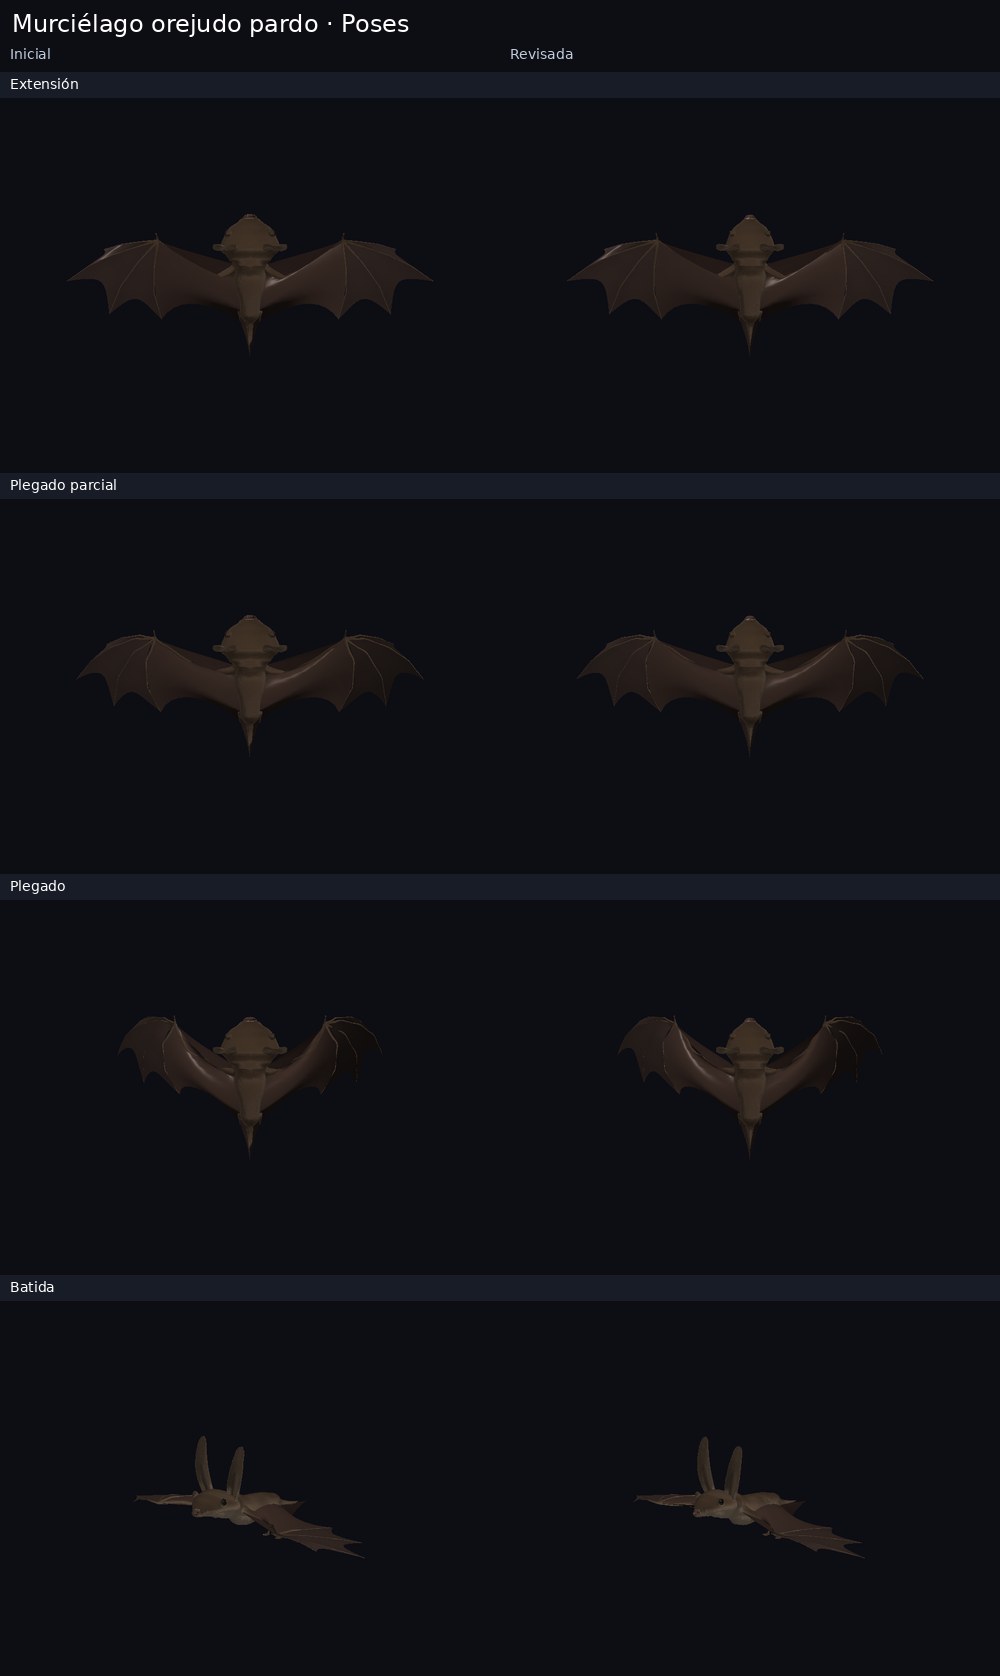 Murciélago orejudo pardo · Poses
Inicial
Revisada
Extensión
Plegado parcial
Plegado
Batida